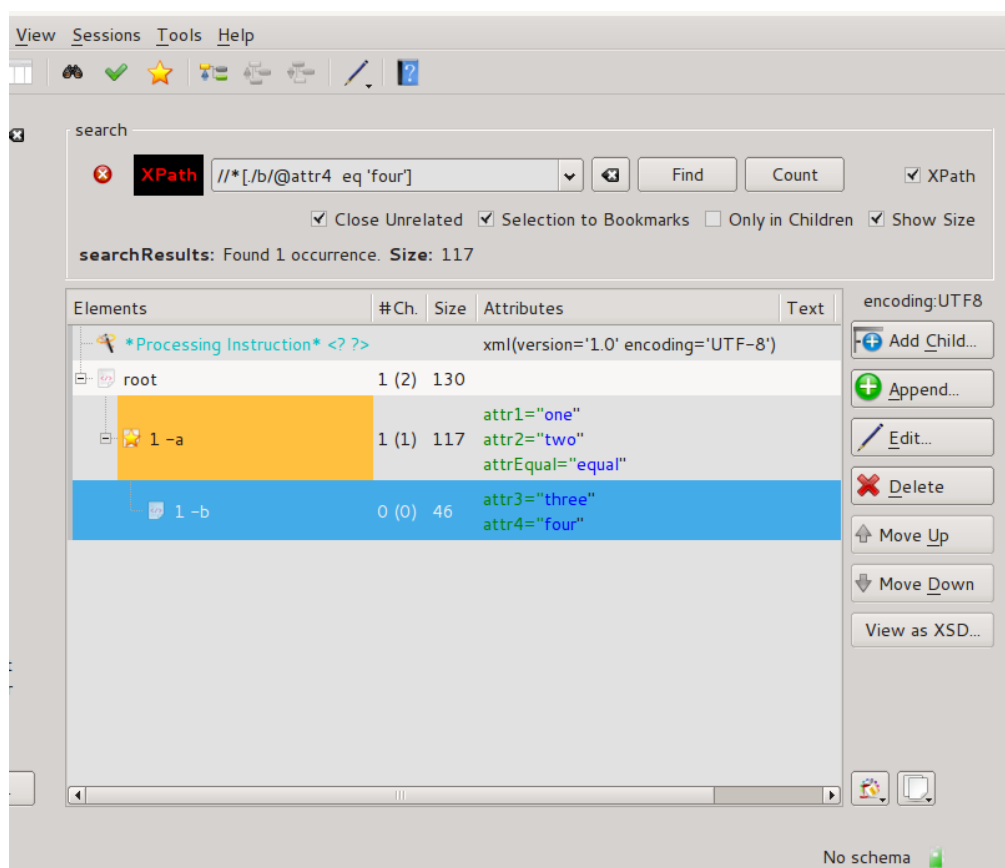 View Sessions Tools Help
search
XPath //*[./b/@attr4 eq 'four'] Find Count XPath
Close Unrelated Selection to Bookmarks Only in Children Show Size
searchResults: Found 1 occurrence. Size: 117
Elements #Ch. Size Attributes Text encoding:UTF8
*Processing Instruction* <? ?> xml(version='1.0' encoding='UTF-8') Add Child...
root 1 (2) 130
Append...
attr1="one"
1 -a 1 (1) 117 attr2="two" Edit...
attrEqual="equal"
Delete
attr3="three"
1 -b 0 (0) 46
attr4="four"
Move Up
Move Down
View as XSD...
No schema